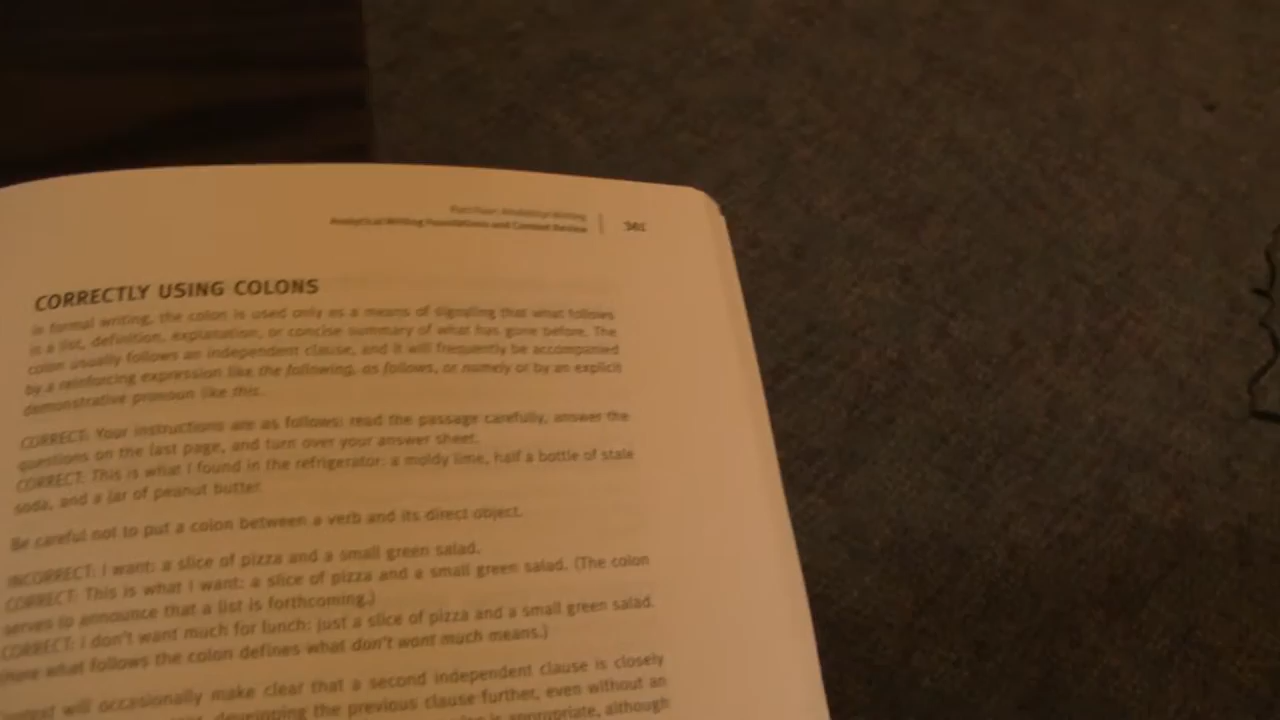 Part Four: Analytical Writing
Analytical Writing Foundations and Content Review
CORRECTLY USING COLONS
In formal writing, the colon is used only as a means of signaling that what follows
is a list, definition, explanation, or concise summary of what has gone before. The
colon usually follows an independent clause, and it will frequently be accompanied
by a reinforcing expression like the following, as follows, or namely or by an explicit
demonstrative pronoun like this.
CORRECT: Your instructions are as follows: read the passage carefully, answer the
questions on the last page, and turn over your answer sheet.
CORRECT: This is what I found in the refrigerator: a moldy lime, half a bottle of stale
soda, and a jar of peanut butter.
Be careful not to put a colon between a verb and its direct object.
INCORRECT: I want: a slice of pizza and a small green salad.
CORRECT: This is what I want: a slice of pizza and a small green salad. (The colon
serves to announce that a list is forthcoming.)
CORRECT: I don't want much for lunch: just a slice of pizza and a small green salad.
what follows the colon defines what don't want much means.)
will occasionally make clear that a second independent clause is closely
developing the previous clause further, even without an
is appropriate, although